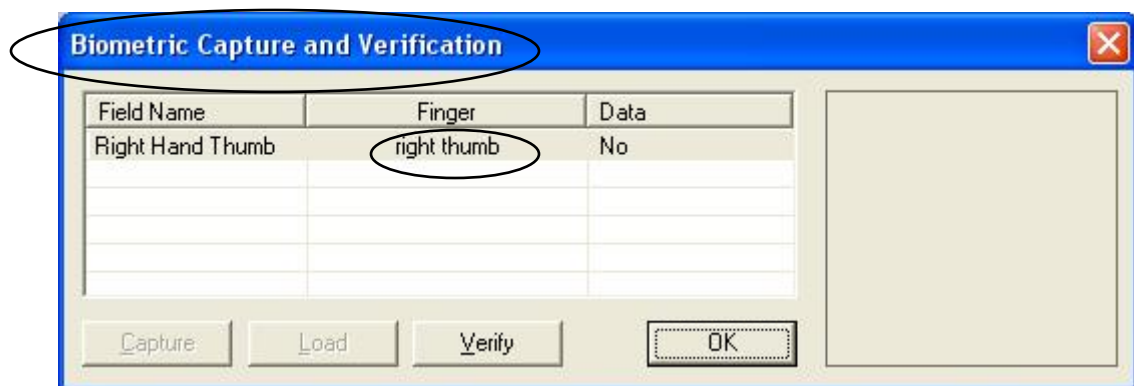 Biometric Capture and Verification
Field Name Finger Data
Right Hand Thumb right thumb No
Capture Load Verify OK